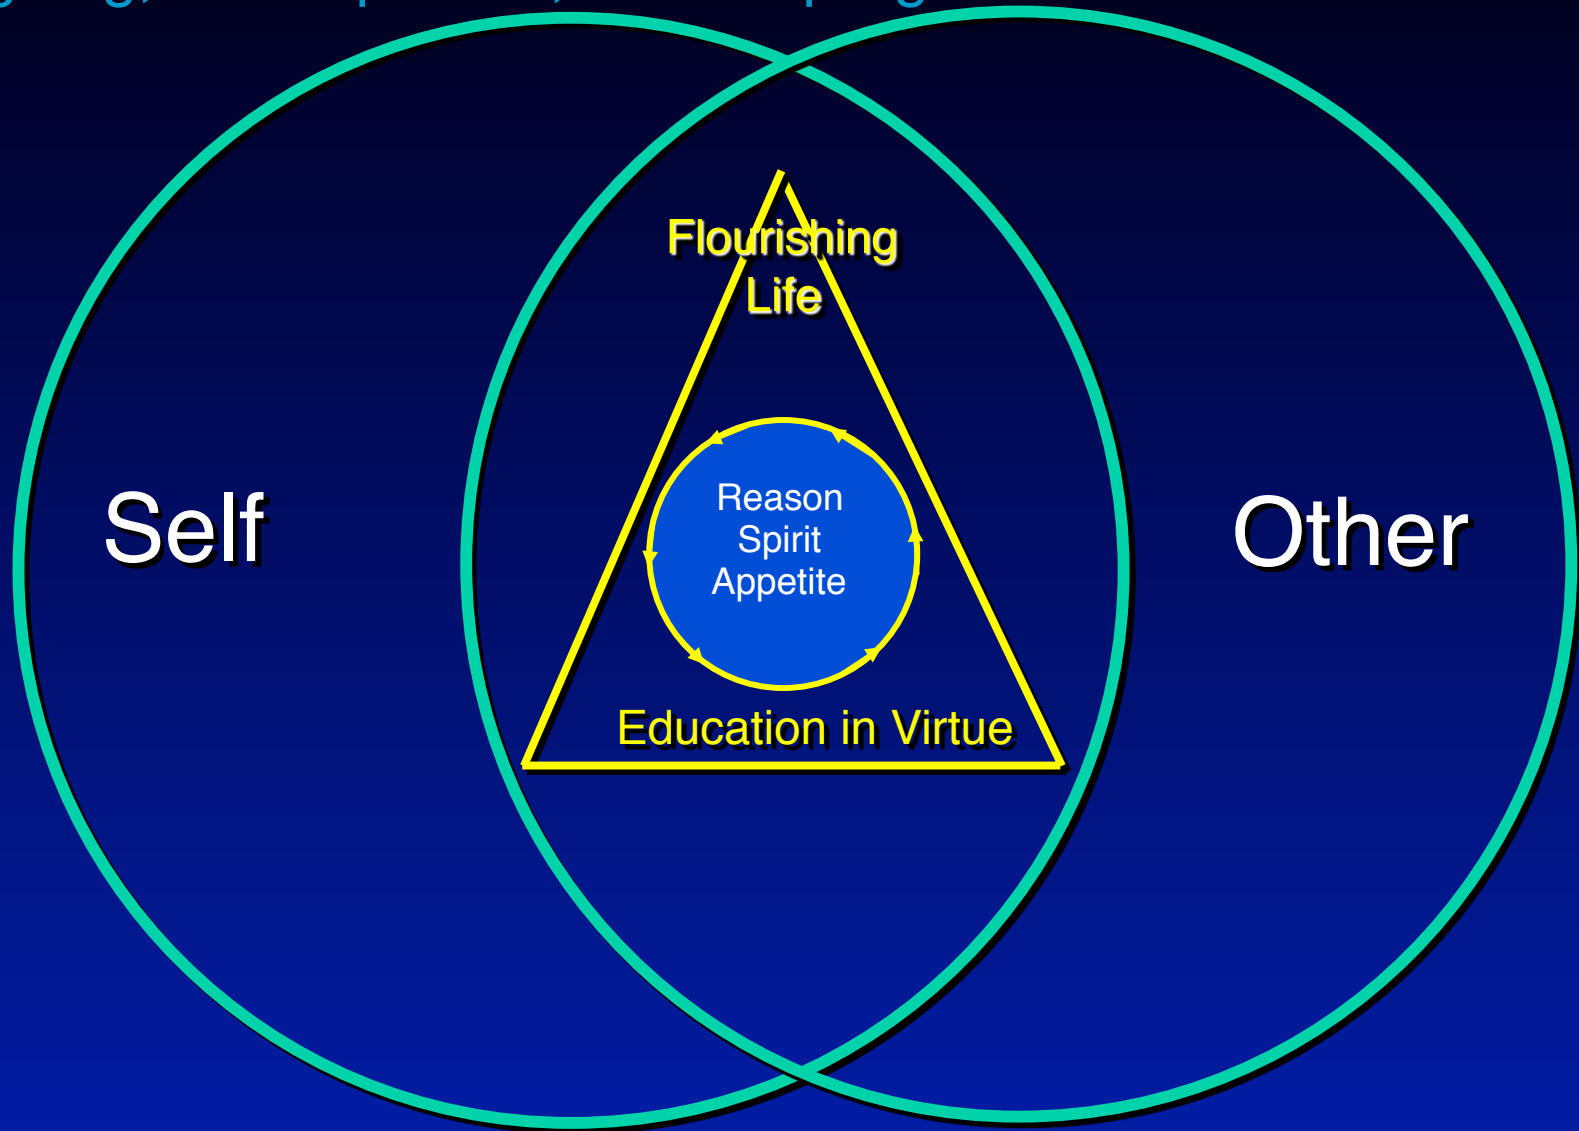 Flourishing
Life
Reason
Spirit
Appetite
Self
Other
Education in Virtue